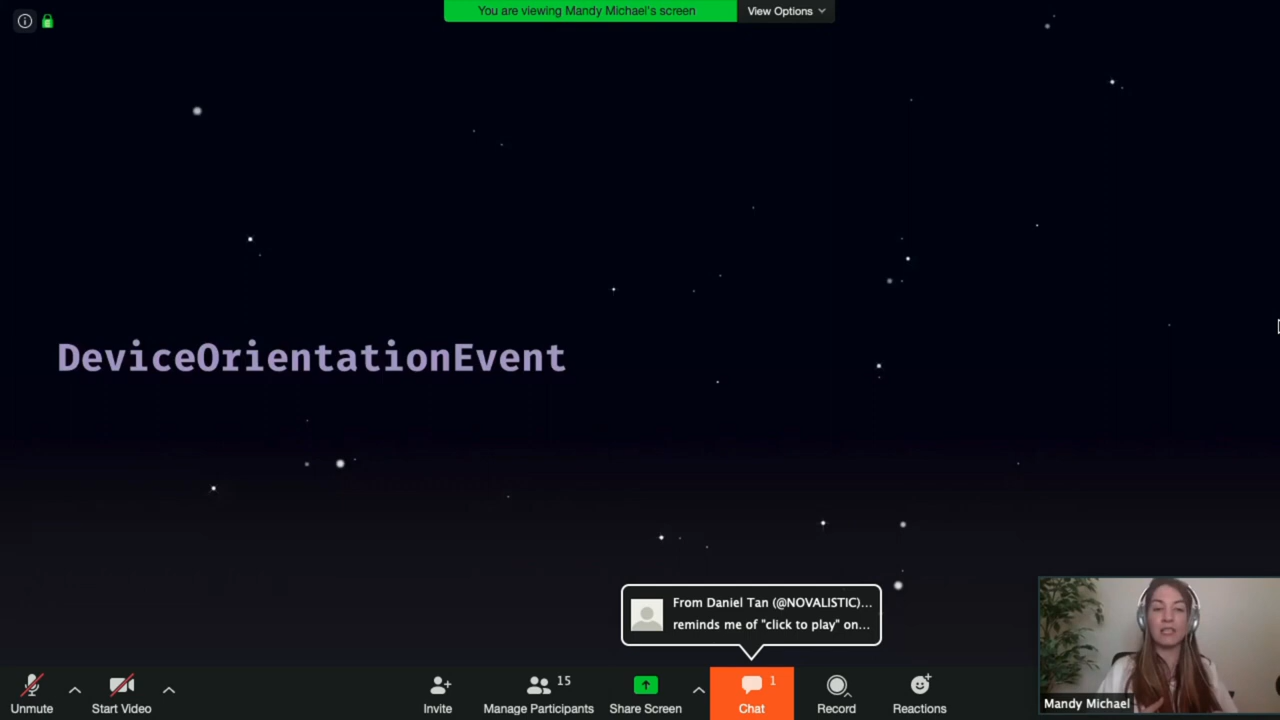 You are viewing Mandy Michael's screen
View Options
DeviceOrientationEvent
From Daniel Tan (@NOVALISTIC)...
reminds me of "click to play" on...
Mandy Michael
15
1
Unmute
Start Video
Invite
Manage Participants
Share Screen
Chat
Record
Reactions